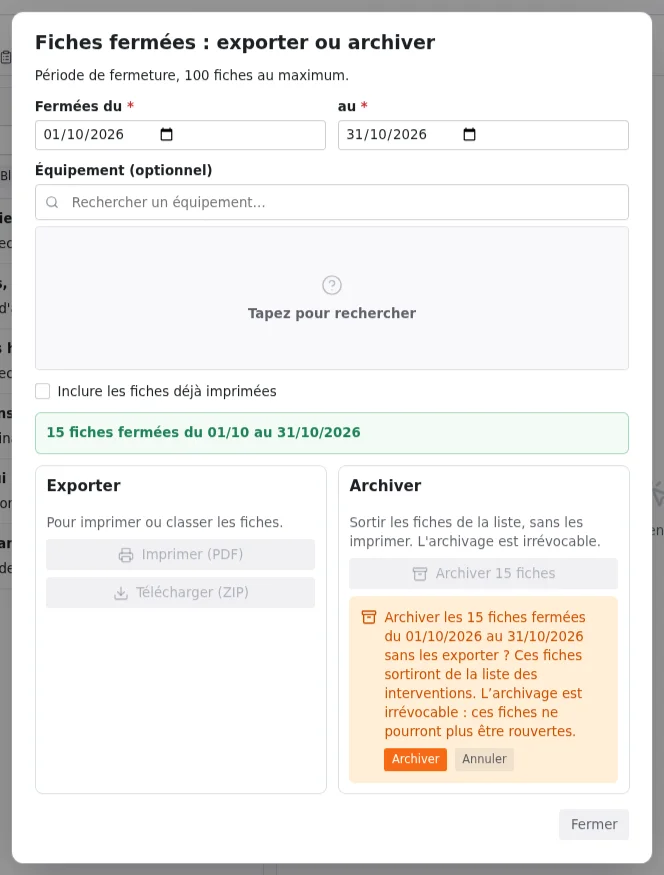 Fiches fermées : exporter ou archiver
Période de fermeture, 100 fiches au maximum.
Fermées du *
au *
01/10/2026
31/10/2026
Équipement (optionnel)
Rechercher un équipement...
Tapez pour rechercher
Inclure les fiches déjà imprimées
15 fiches fermées du 01/10 au 31/10/2026
Exporter
Pour imprimer ou classer les fiches.
Imprimer (PDF)
Télécharger (ZIP)
Archiver
Sortir les fiches de la liste, sans les
imprimer. L'archivage est irrévocable.
Archiver 15 fiches
Archiver les 15 fiches fermées
du 01/10/2026 au 31/10/2026
sans les exporter ? Ces fiches
sortiront de la liste des
interventions. L’archivage est
irrévocable : ces fiches ne
pourront plus être rouvertes.
Archiver
Annuler
Fermer